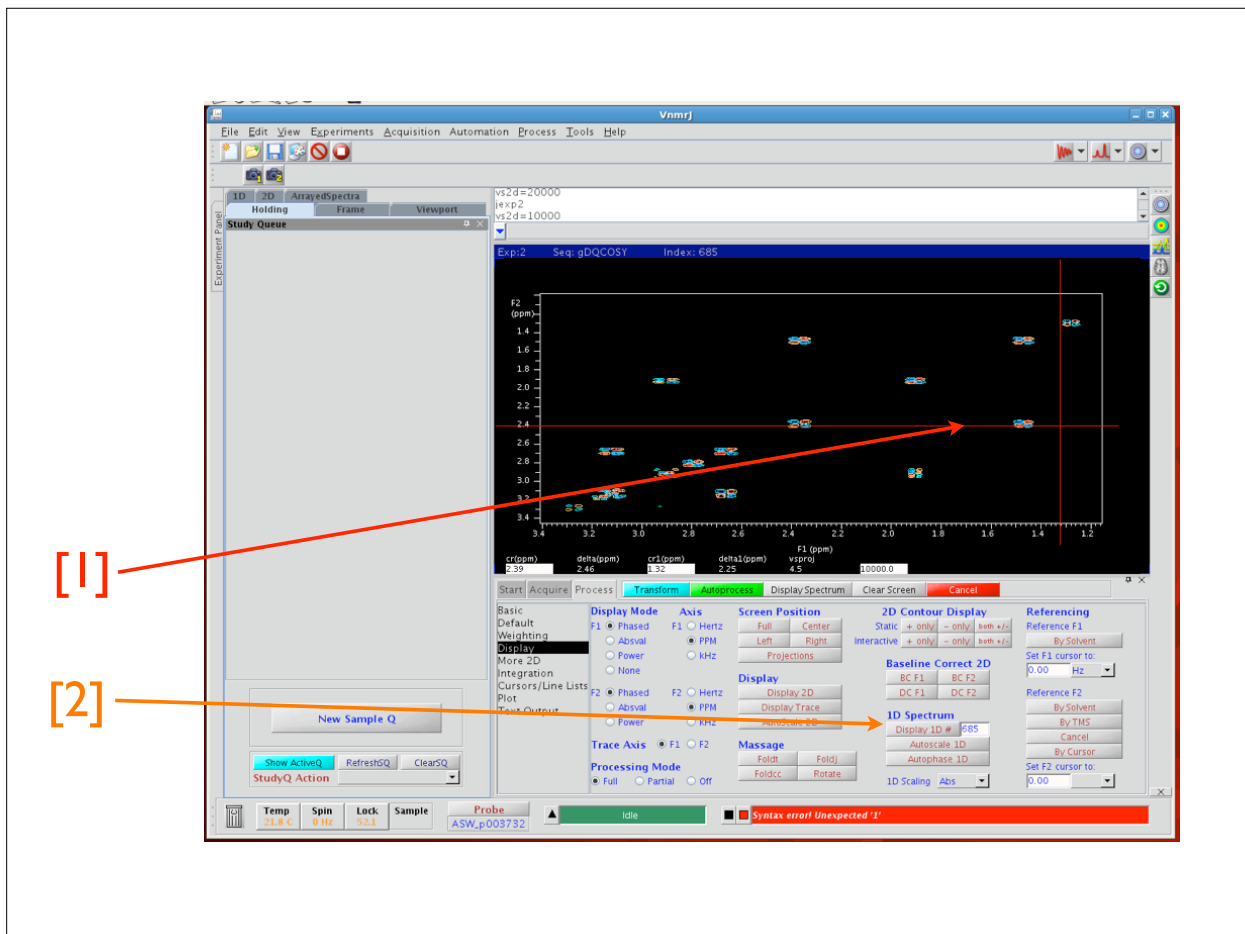 VnmrJ
File Edit View Experiments Acquisition Automation Process Tools Help
1 2
1D 2D ArrayedSpectra
Holding Frame Viewport
Study Queue
Experiment Panel
vs2d=20000
jexp2
vs2d=10000
Exp:2 Seq: gDQCOSY Index: 685
F2
(ppm)
1.4
1.6
1.8
2.0
2.2
2.4
2.6
2.8
3.0
3.2
3.4
3.4 3.2 3.0 2.8 2.6 2.4 2.2 2.0 1.8 1.6 1.4 1.2
F1 (ppm)
cr(ppm) delta(ppm) cr1(ppm) delta1(ppm) vsproj
2.39 2.46 1.32 2.25 4.5 10000.0
[1]
Start Acquire Process Transform Autoprocess Display Spectrum Clear Screen Cancel
Basic
Default
Weighting
Display
More 2D
Integration
Cursors/Line Lists
Plot
Text Output
Display Mode Axis
F1 Phased F1 Hertz
Absval PPM
Power kHz
None
F2 Phased F2 Hertz
Absval PPM
Power kHz
Trace Axis F1 F2
Processing Mode
Full Partial Off
Screen Position
Full Center
Left Right
Projections
Display
Display 2D
Display Trace
AutoScale 2D
Massage
Foldt Foldj
Foldcc Rotate
2D Contour Display
Static + only - only both +/-
Interactive + only - only both +/-
Baseline Correct 2D
BC F1 BC F2
DC F1 DC F2
1D Spectrum
Display 1D # 685
Autoscale 1D
Autophase 1D
1D Scaling Abs
Referencing
Reference F1
By Solvent
Set F1 cursor to:
0.00 Hz
Reference F2
By Solvent
By TMS
Cancel
By Cursor
Set F2 cursor to:
0.00
[2]
New Sample Q
Show ActiveQ RefreshSQ ClearSQ
StudyQ Action
Temp Spin Lock Sample Probe
21.8 C 0 Hz 52.1 ASW_p003732
Idle
Syntax error! Unexpected '1'